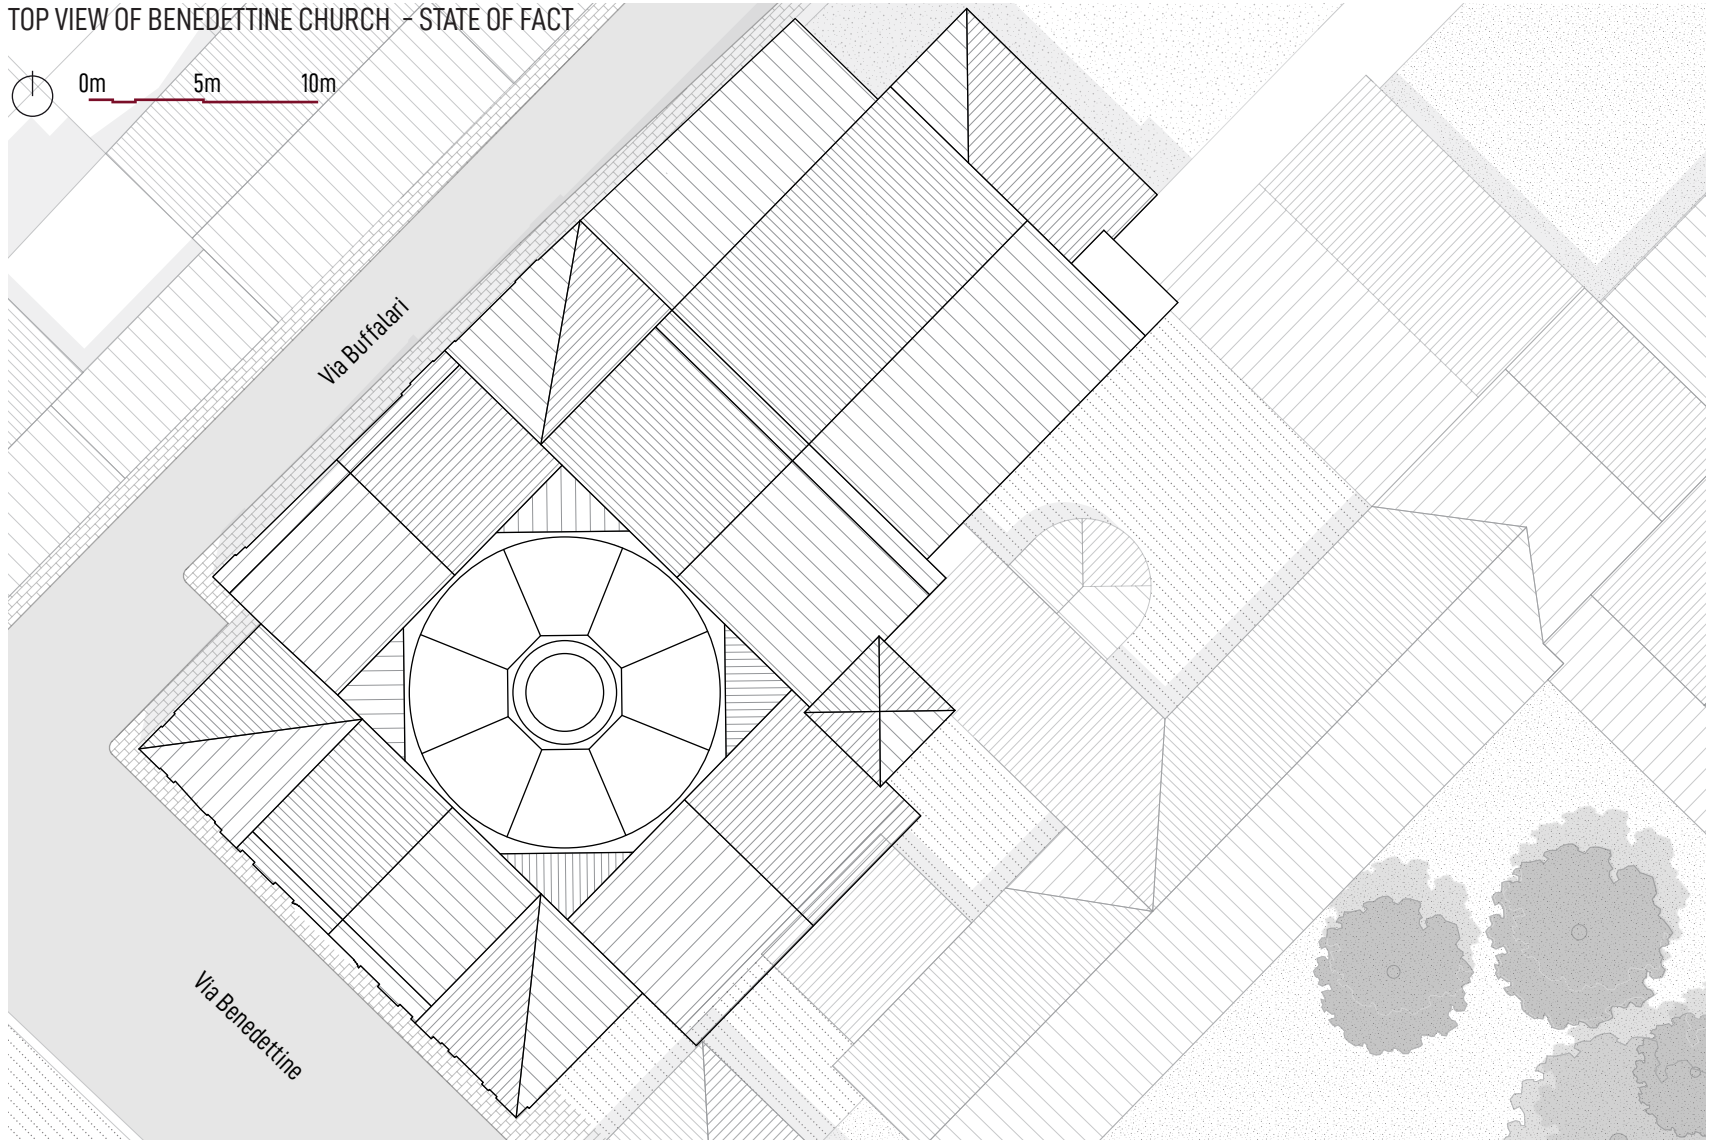 TOP VIEW OF BENEDETTINE CHURCH - STATE OF FACT
0m 5m 10m
Via Buffalari
Via Benedettine